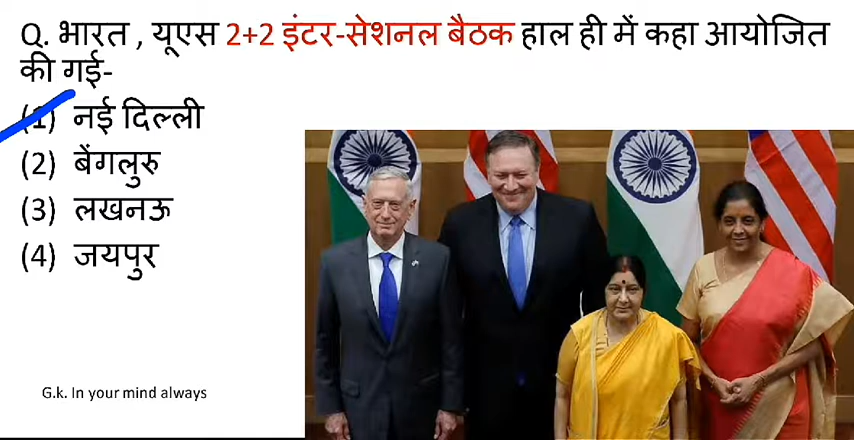 Q. भारत , यूएस 2+2 इंटर-सेशनल बैठक हाल ही में कहा आयोजित
की गई-
(1) नई दिल्ली
(2) बेंगलुरु
(3) लखनऊ
(4) जयपुर
G.k. In your mind always